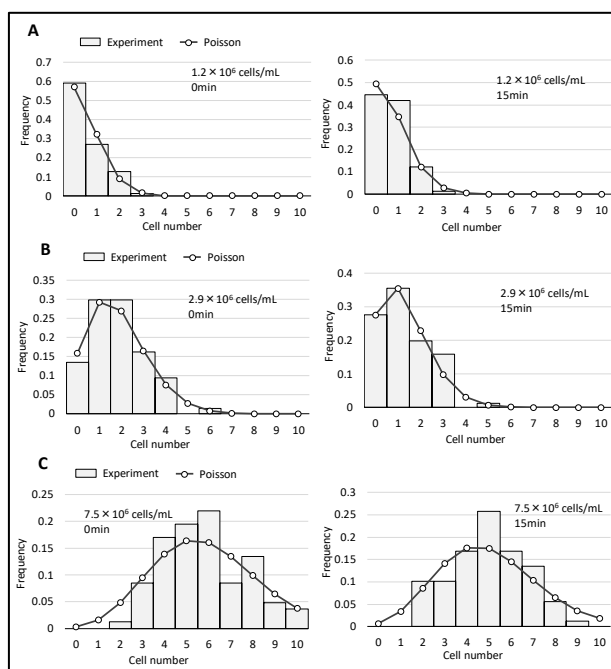 A
Experiment Poisson
1.2×10⁶ cells/mL
0min
Frequency
0.7
0.6
0.5
0.4
0.3
0.2
0.1
0
0 1 2 3 4 5 6 7 8 9 10
Cell number
1.2×10⁶ cells/mL
15min
Frequency
0.5
0.4
0.3
0.2
0.1
0
0 1 2 3 4 5 6 7 8 9 10
Cell number
B
2.9×10⁶ cells/mL
0min
Frequency
0.4
0.35
0.3
0.25
0.2
0.15
0.1
0.05
0
0 1 2 3 4 5 6 7 8 9 10
Cell number
2.9×10⁶ cells/mL
15min
Frequency
0.4
0.3
0.2
0.1
0
0 1 2 3 4 5 6 7 8 9 10
Cell number
C
Experiment Poisson
7.5×10⁶ cells/mL
0min
Frequency
0.25
0.2
0.15
0.1
0.05
0
0 1 2 3 4 5 6 7 8 9 10
Cell number
7.5×10⁶ cells/mL
15min
Frequency
0.3
0.25
0.2
0.15
0.1
0.05
0
0 1 2 3 4 5 6 7 8 9 10
Cell number